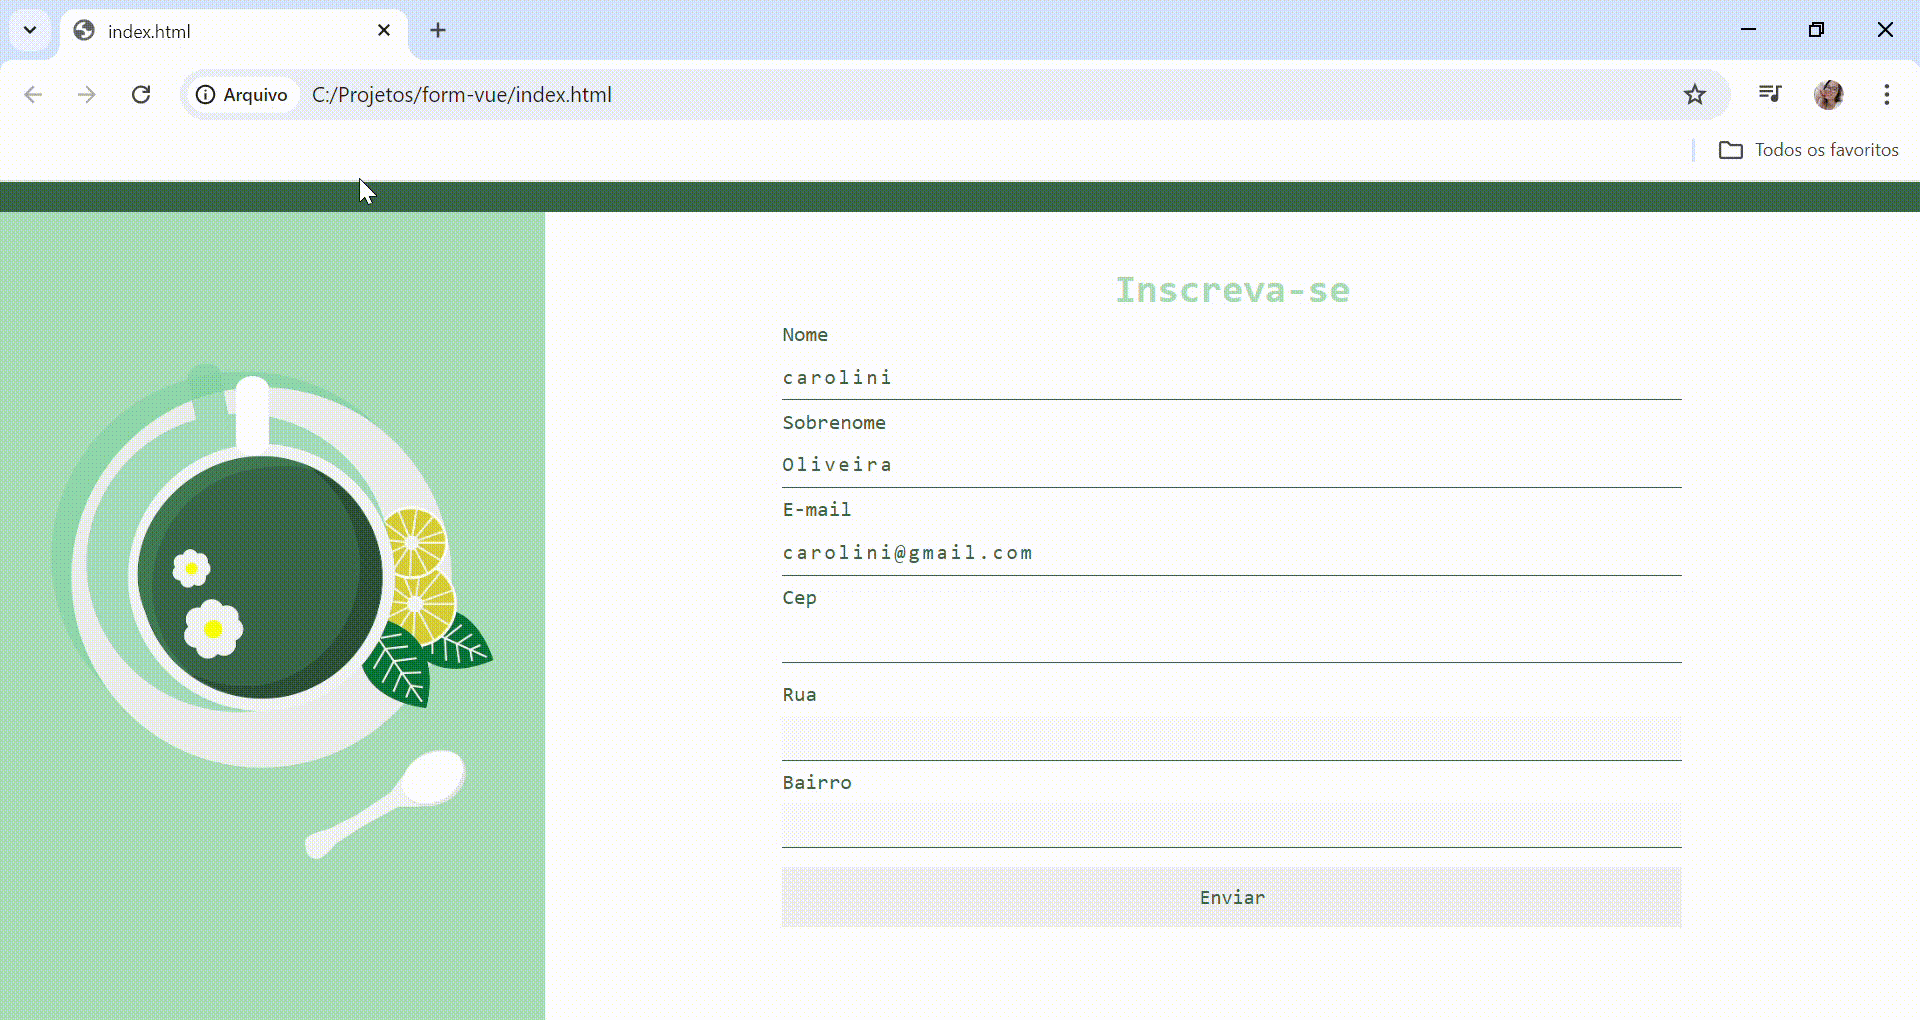 index.html
Arquivo C:/Projetos/form-vue/index.html
Todos os favoritos
Inscreva-se
Nome
carolini
Sobrenome
Oliveira
E-mail
carolini@gmail.com
Cep
Rua
Bairro
Enviar